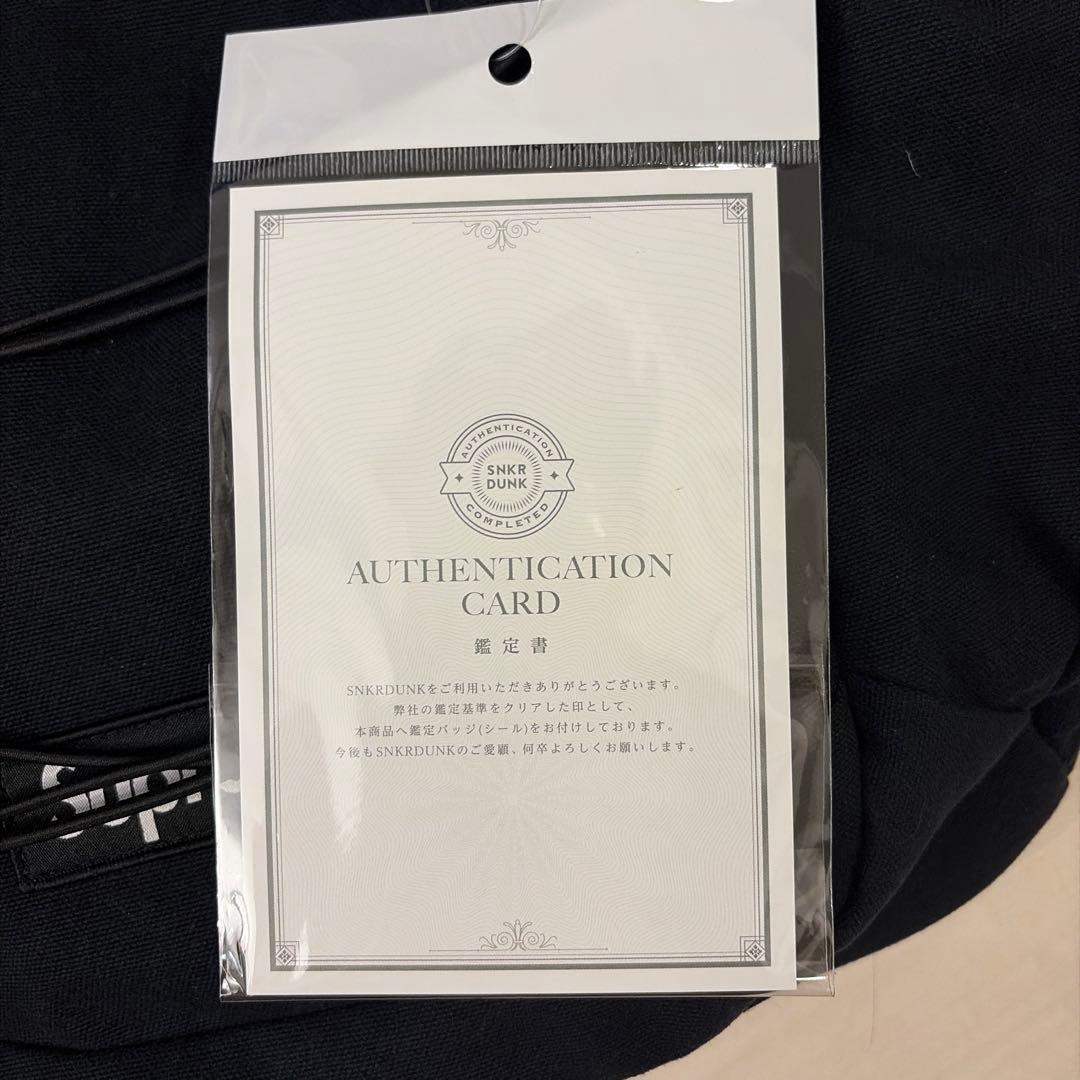 AUTHENTICATION
SNKR
DUNK
COMPLETED
AUTHENTICATION
CARD
鑑定書
SNKRDUNKをご利用いただきありがとうございます。
弊社の鑑定基準をクリアした印として、
本商品へ鑑定バッジ(シール)をお付けしております。
今後もSNKRDUNKのご愛顧、何卒よろしくお願いします。
Supr